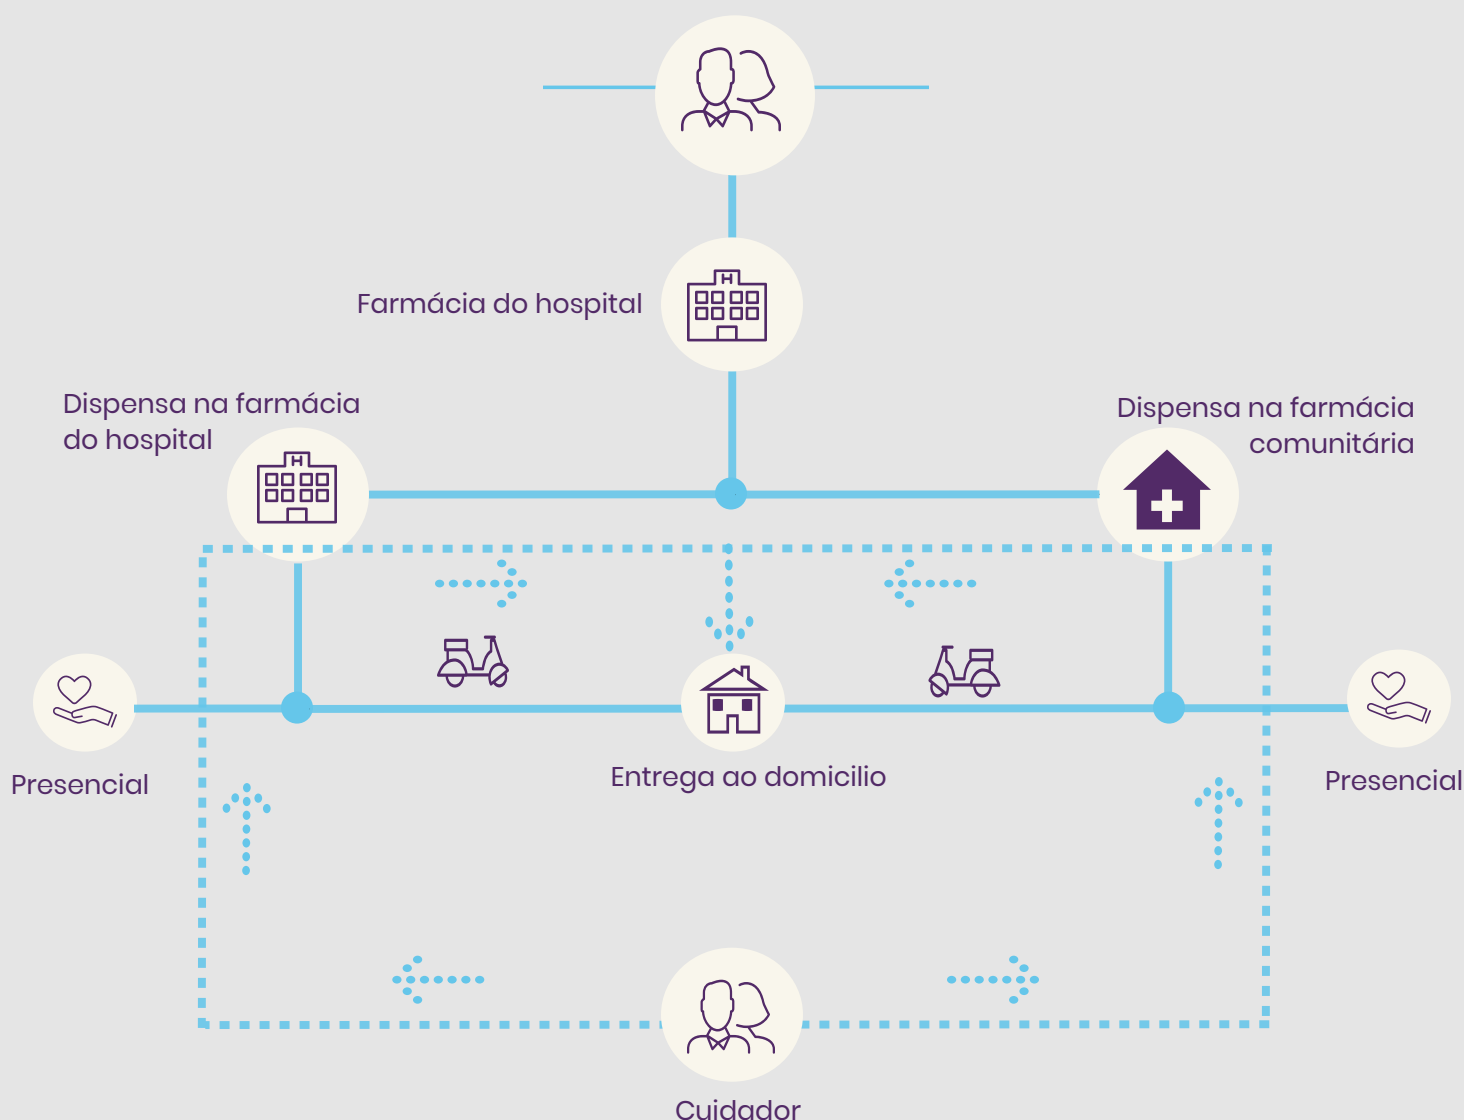 Farmácia do hospital
Dispensa na farmácia
do hospital
Dispensa na farmácia
comunitária
H
H
Presencial
Entrega ao domicilio
Presencial
Cuidador